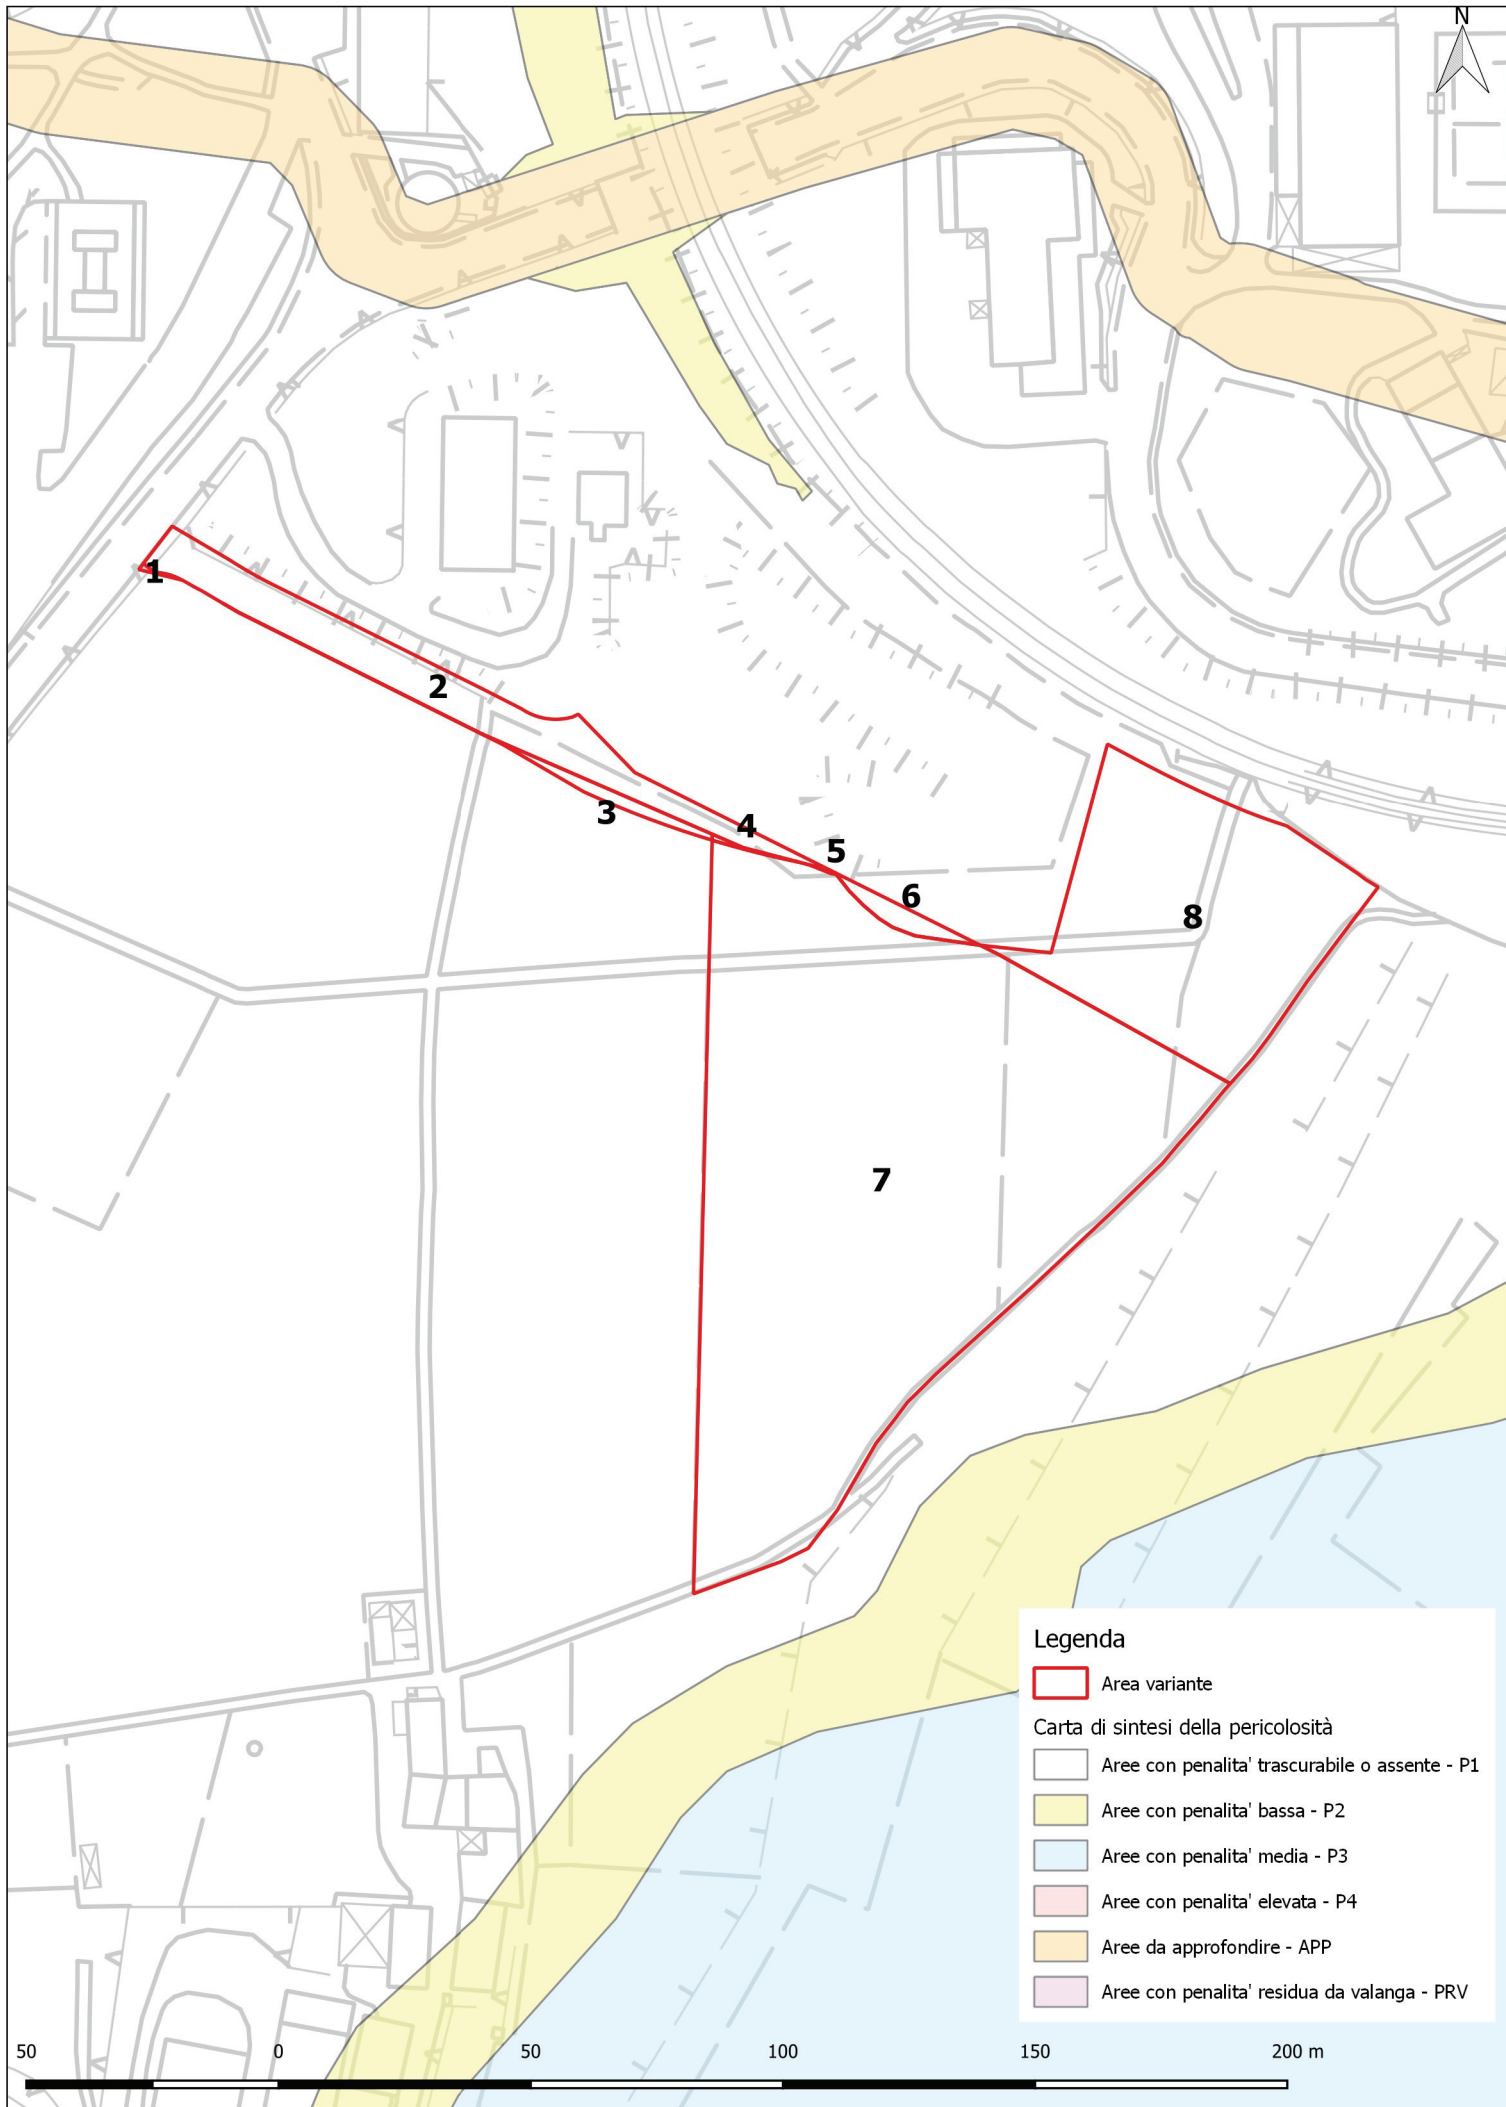 N
1
2
3
4
5
6
8
7
Legenda
Area variante
Carta di sintesi della pericolosità
Aree con penalita' trascurabile o assente - P1
Aree con penalita' bassa - P2
Aree con penalita' media - P3
Aree con penalita' elevata - P4
Aree da approfondire - APP
Aree con penalita' residua da valanga - PRV
50 0 50 100 150 200 m